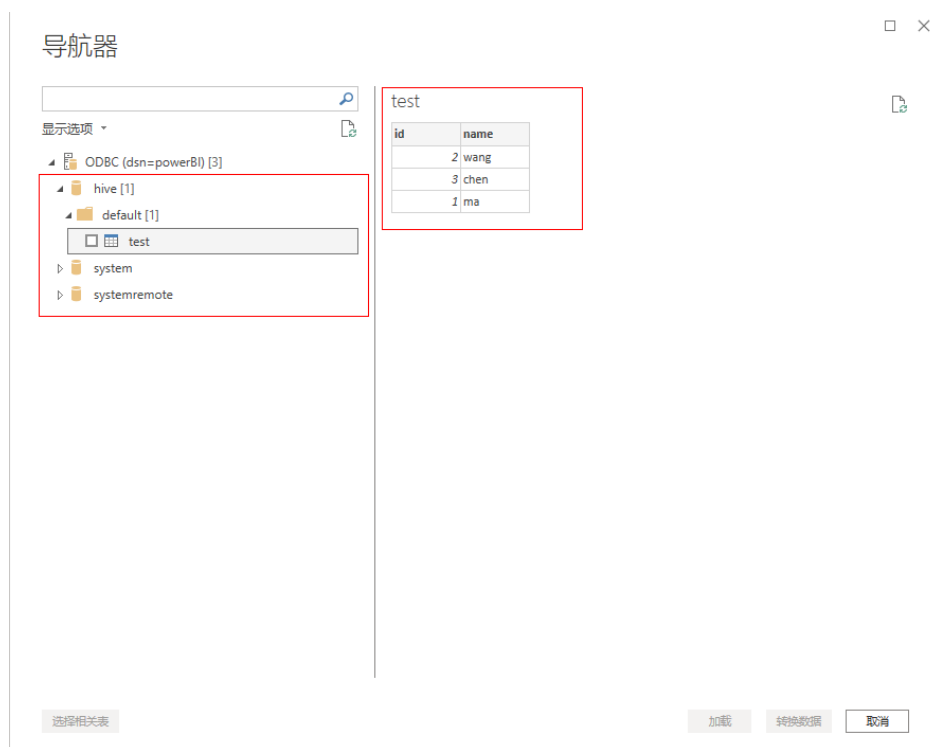 导航器
显示选项
ODBC (dsn=powerBI) [3]
hive [1]
default [1]
test
system
systemremote
test
id name
2 wang
3 chen
1 ma
选择相关表
加载 转换数据 取消